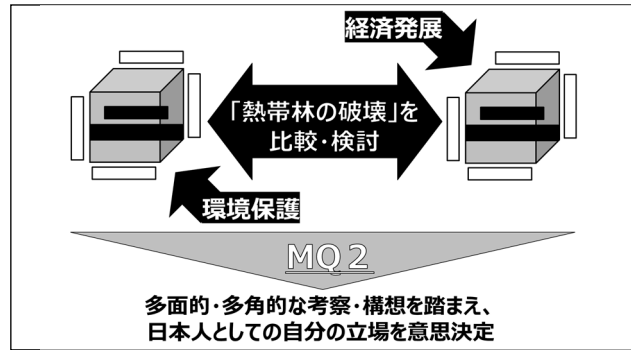 経済発展
「熱帯林の破壊」を
比較・検討
環境保護
MQ2
多面的・多角的な考察・構想を踏まえ、
日本人としての自分の立場を意思決定